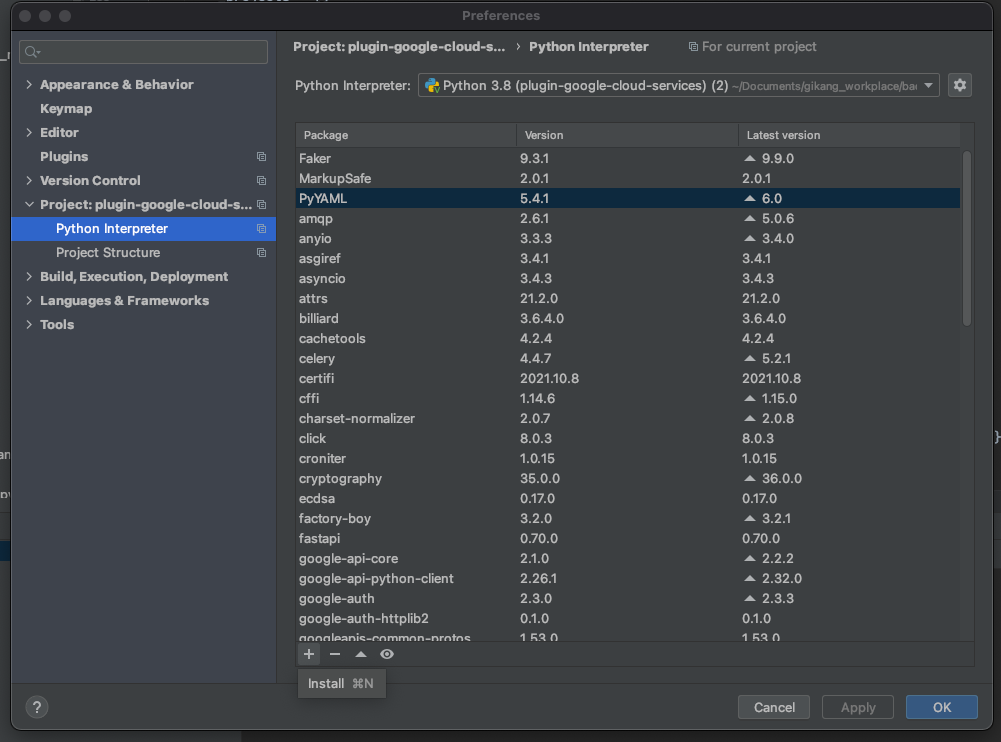 Preferences
Project: plugin-google-cloud-s... › Python Interpreter For current project
Python Interpreter: Python 3.8 (plugin-google-cloud-services) (2) ~/Documents/gikang_workplace/bac
Appearance & Behavior
Keymap
Editor
Plugins
Version Control
Project: plugin-google-cloud-s...
Python Interpreter
Project Structure
Build, Execution, Deployment
Languages & Frameworks
Tools
Package Version Latest version
Faker 9.3.1 9.9.0
MarkupSafe 2.0.1 2.0.1
PyYAML 5.4.1 6.0
amqp 2.6.1 5.0.6
anyio 3.3.3 3.4.0
asgiref 3.4.1 3.4.1
asyncio 3.4.3 3.4.3
attrs 21.2.0 21.2.0
billiard 3.6.4.0 3.6.4.0
cachetools 4.2.4 4.2.4
celery 4.4.7 5.2.1
certifi 2021.10.8 2021.10.8
cffi 1.14.6 1.15.0
charset-normalizer 2.0.7 2.0.8
click 8.0.3 8.0.3
croniter 1.0.15 1.0.15
cryptography 35.0.0 36.0.0
ecdsa 0.17.0 0.17.0
factory-boy 3.2.0 3.2.1
fastapi 0.70.0 0.70.0
google-api-core 2.1.0 2.2.2
google-api-python-client 2.26.1 2.32.0
google-auth 2.3.0 2.3.3
google-auth-httplib2 0.1.0 0.1.0
googleapis-common-protos 1.53.0 1.53.0
Install ⌘N
? Cancel Apply OK